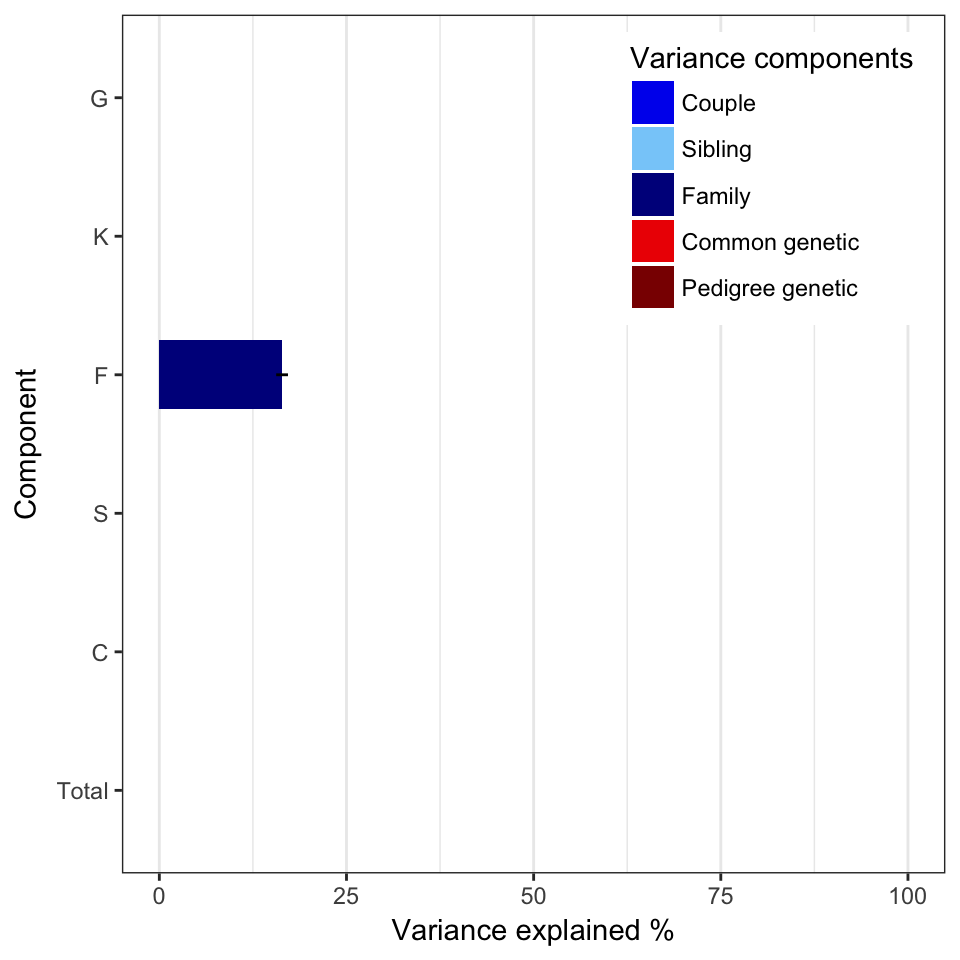 Variance components
Couple
Sibling
Family
Common genetic
Pedigree genetic
G
K
F
S
C
Total
Component
0 25 50 75 100
Variance explained %